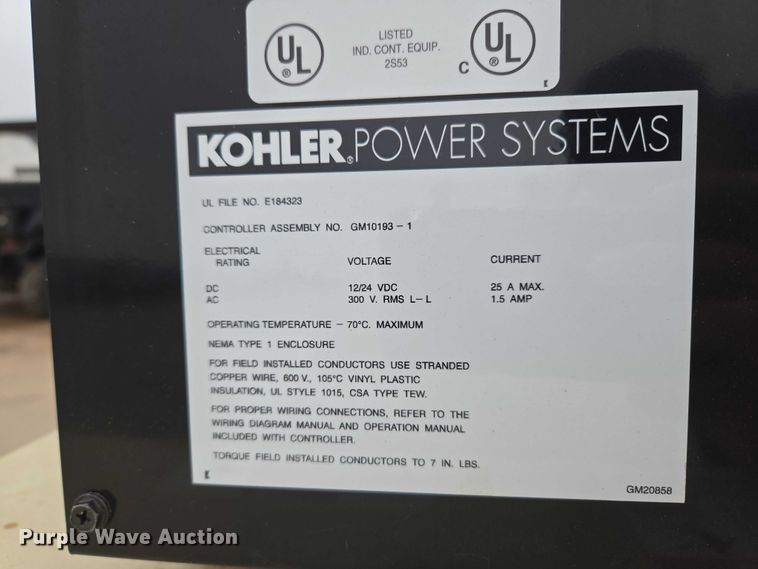 UL
®
LISTED
IND. CONT. EQUIP.
2S53
C UL
®
KOHLER® POWER SYSTEMS
UL FILE NO. E184323
CONTROLLER ASSEMBLY NO. GM10193 - 1
ELECTRICAL RATING VOLTAGE CURRENT
DC 12/24 VDC 25 A MAX.
AC 300 V. RMS L-L 1.5 AMP
OPERATING TEMPERATURE - 70°C. MAXIMUM
NEMA TYPE 1 ENCLOSURE
FOR FIELD INSTALLED CONDUCTORS USE STRANDED
COPPER WIRE, 600 V., 105°C VINYL PLASTIC
INSULATION, UL STYLE 1015, CSA TYPE TEW.
FOR PROPER WIRING CONNECTIONS, REFER TO THE
WIRING DIAGRAM MANUAL AND OPERATION MANUAL
INCLUDED WITH CONTROLLER.
TORQUE FIELD INSTALLED CONDUCTORS TO 7 IN. LBS.
GM20858
Purple Wave Auction